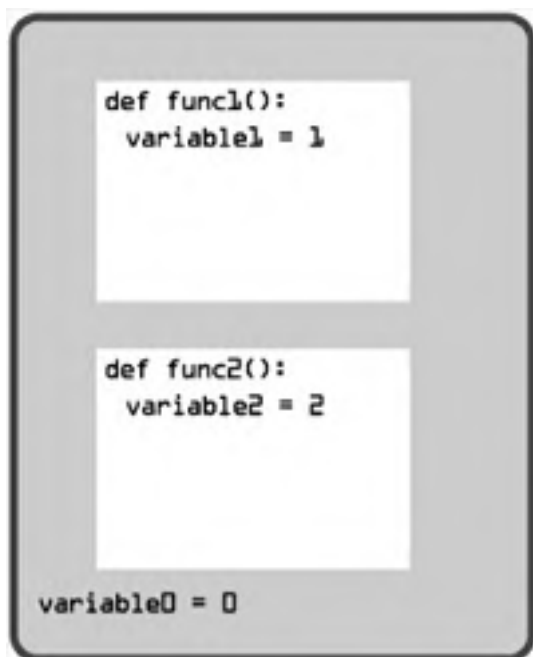 def func1():
variable1 = 1
def func2():
variable2 = 2
variable0 = 0